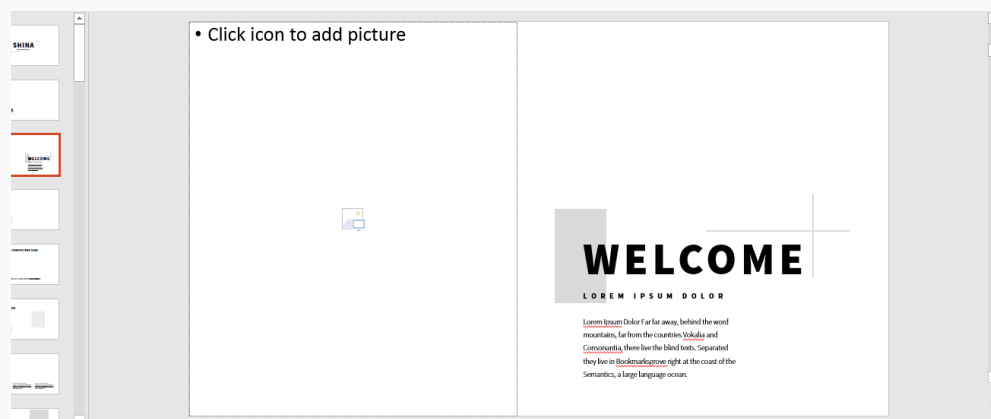 SHINA
WELCOME
• Click icon to add picture
WELCOME
LOREM IPSUM DOLOR
Lorem Ipsum Dolor Far far away, behind the word
mountains, far from the countries Vokalia and
Consonantia, there live the blind texts. Separated
they live in Bookmarksgrove right at the coast of the
Semantics, a large language ocean.